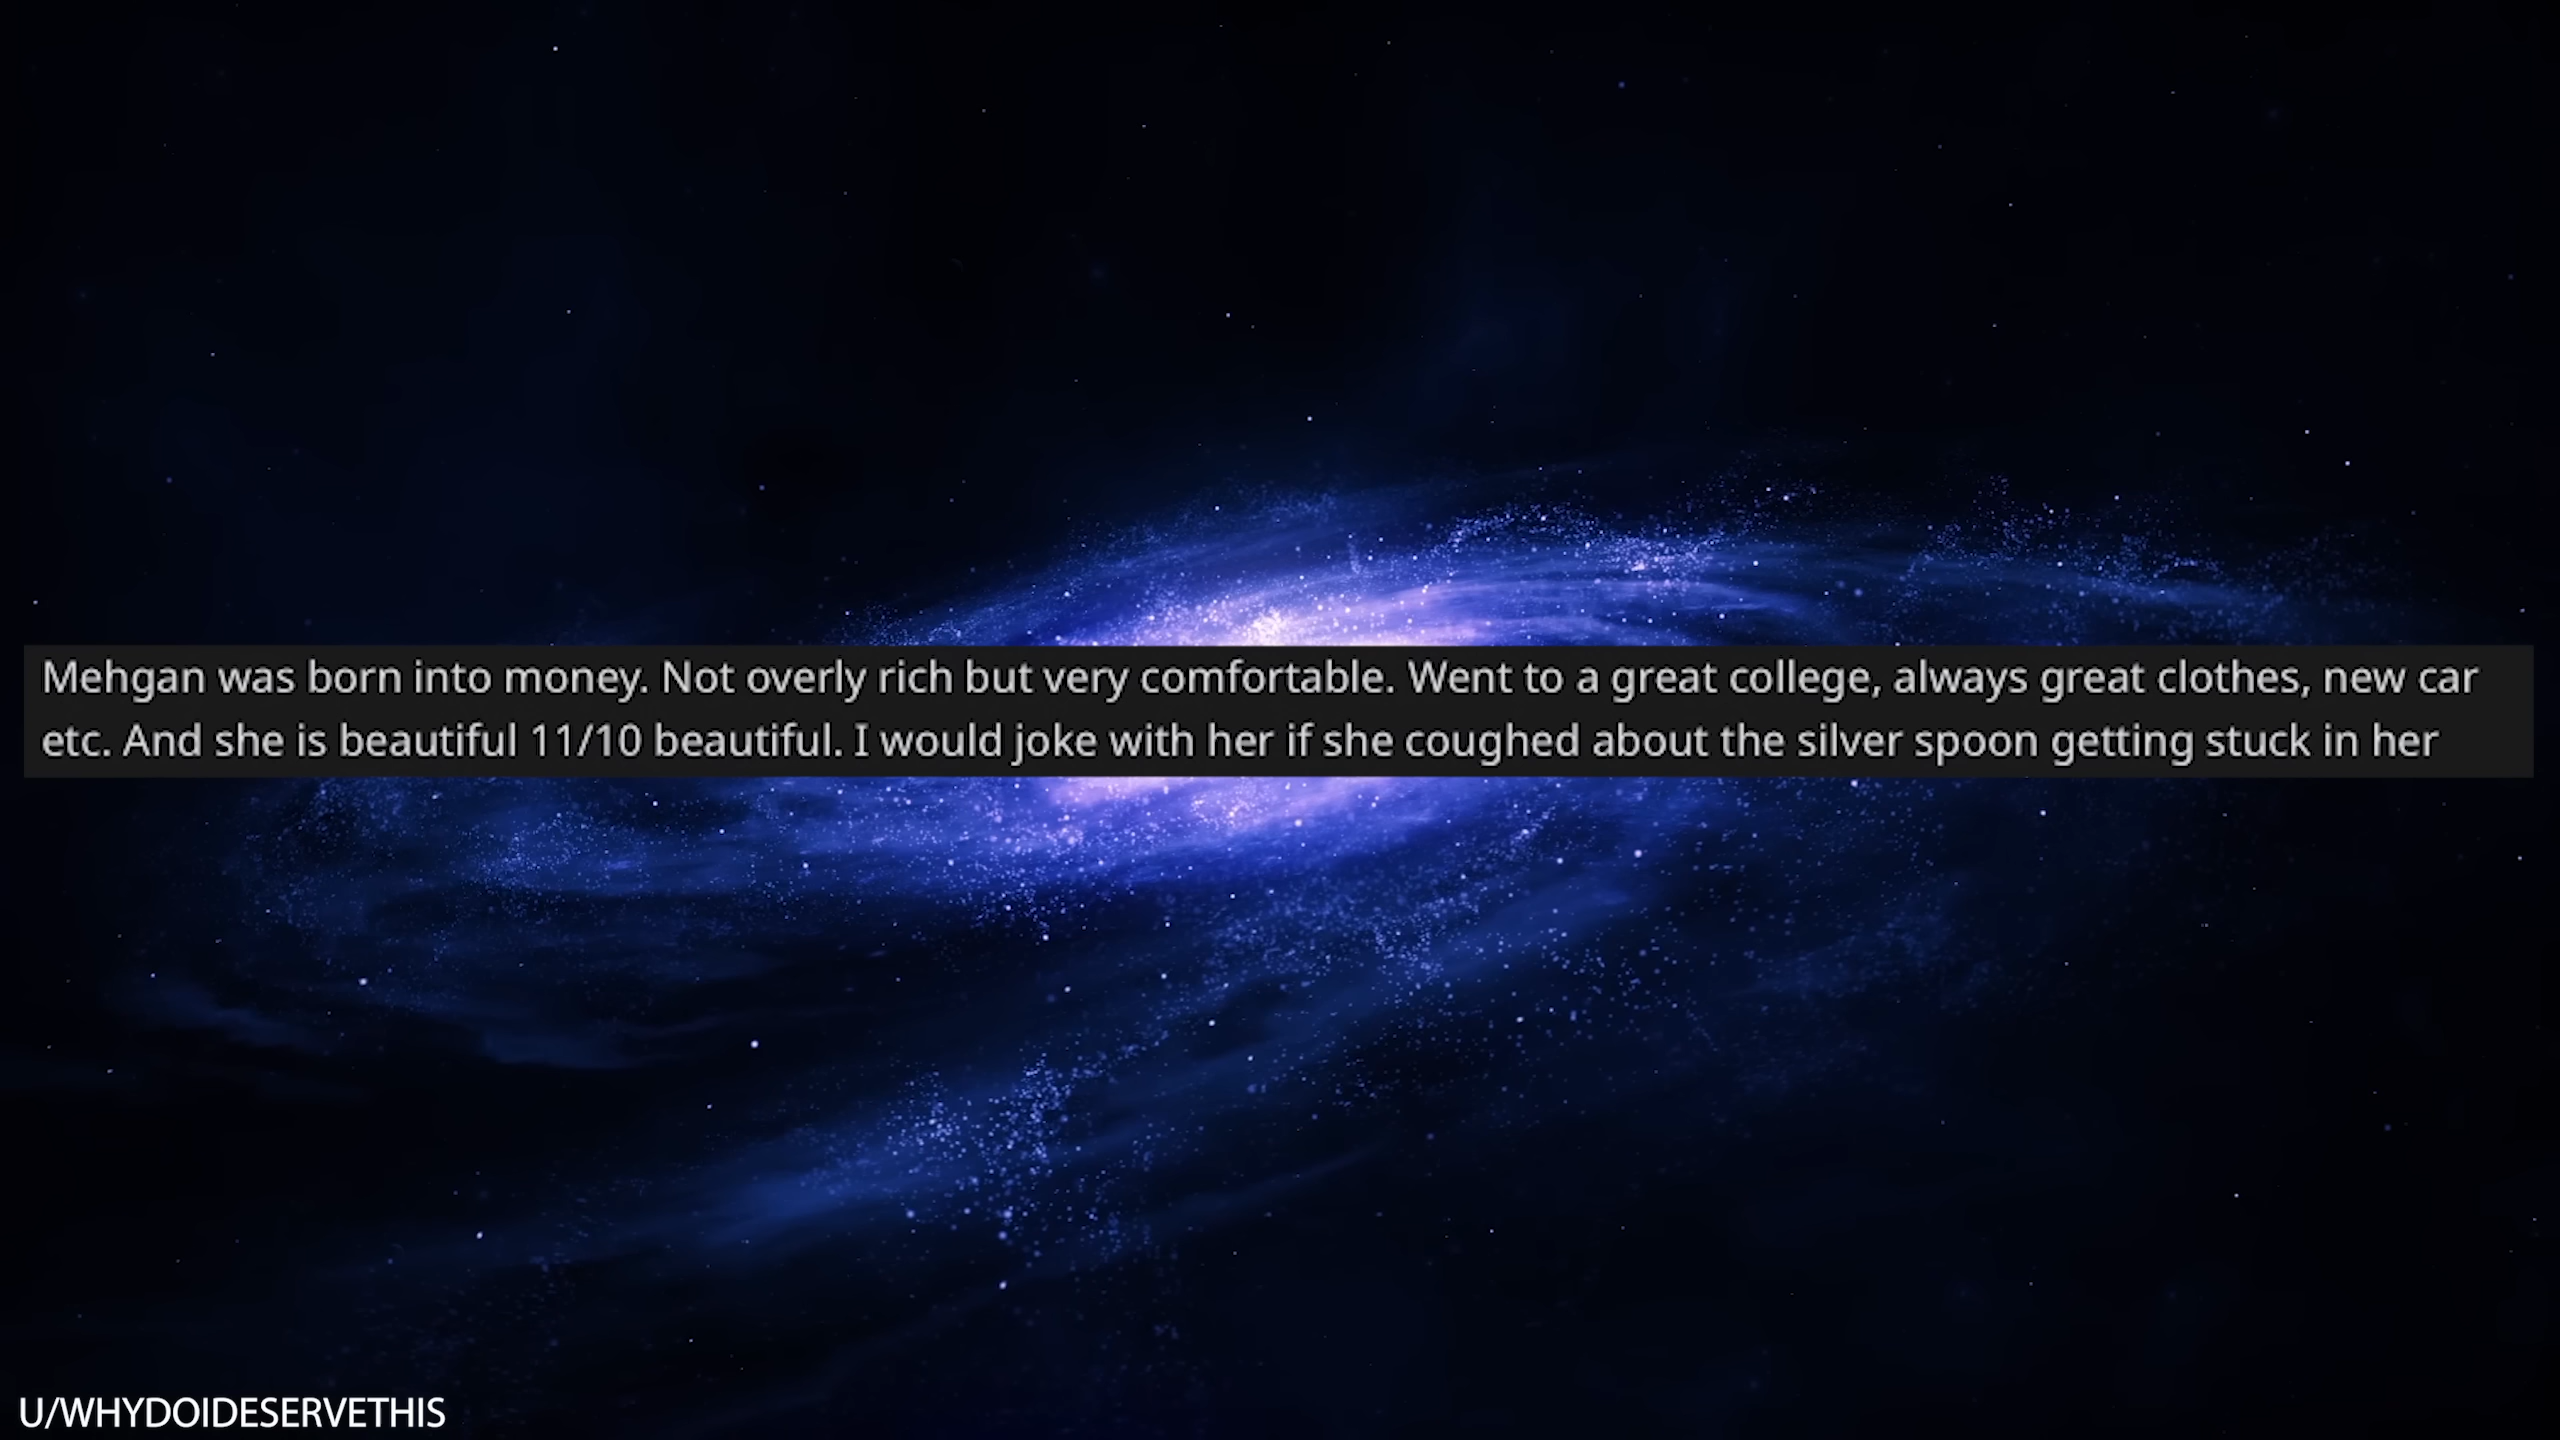 Mehgan was born into money. Not overly rich but very comfortable. Went to a great college, always great clothes, new car
etc. And she is beautiful 11/10 beautiful. I would joke with her if she coughed about the silver spoon getting stuck in her
U/WHYDOIDESERVETHIS